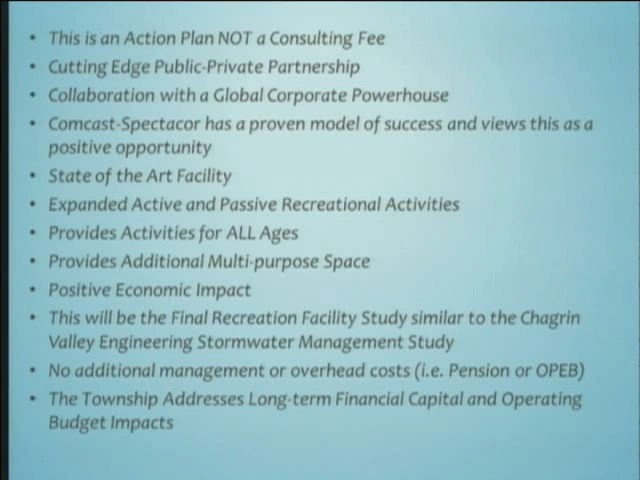 • This is an Action Plan NOT a Consulting Fee
• Cutting Edge Public-Private Partnership
• Collaboration with a Global Corporate Powerhouse
• Comcast-Spectacor has a proven model of success and views this as a
positive opportunity
• State of the Art Facility
• Expanded Active and Passive Recreational Activities
• Provides Activities for ALL Ages
• Provides Additional Multi-purpose Space
• Positive Economic Impact
• This will be the Final Recreation Facility Study similar to the Chagrin
Valley Engineering Stormwater Management Study
• No additional management or overhead costs (i.e. Pension or OPEB)
• The Township Addresses Long-term Financial Capital and Operating
Budget Impacts